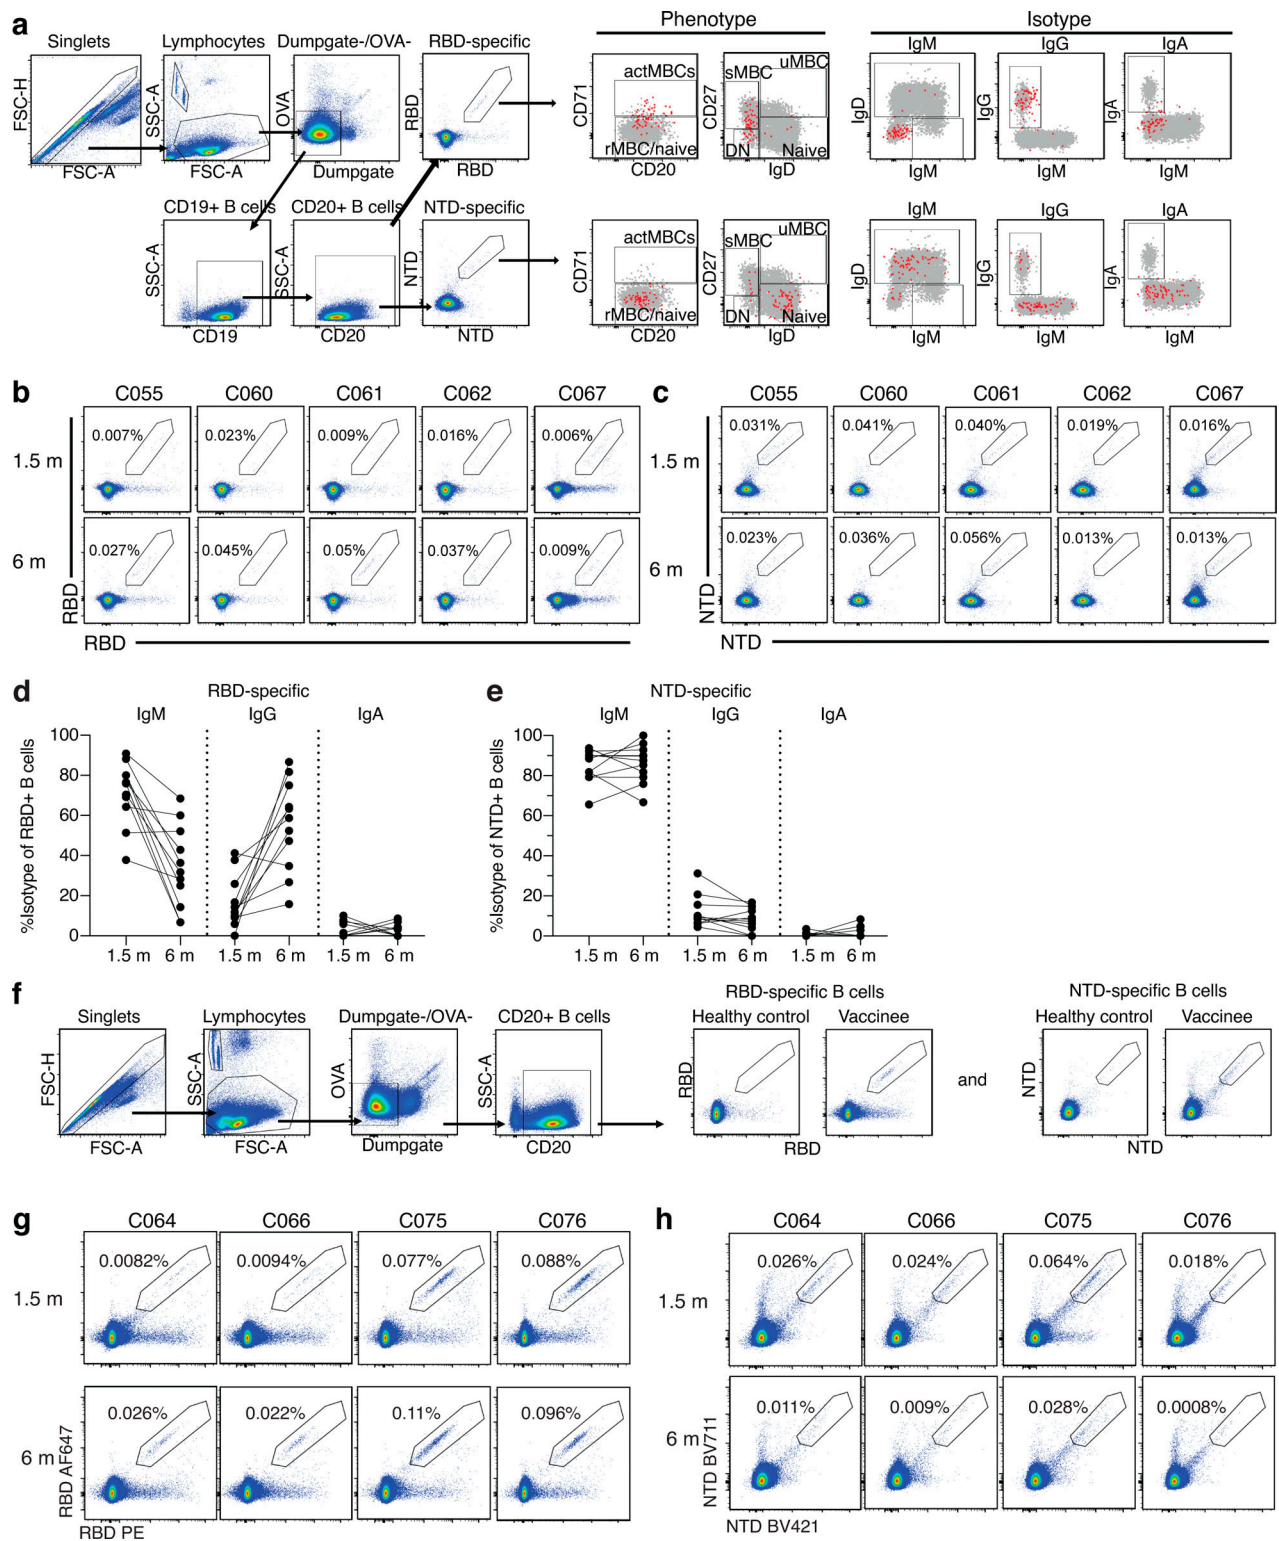 a
Phenotype
Isotype
Singlets
Lymphocytes
Dumpgate-/OVA-
RBD-specific
IgM
IgG
IgA
FSC-H
SSC-A
OVA
RBD
CD71
CD27
IgD
IgG
IgA
actMBCs
sMBC
uMBC
rMBC/naive
DN
Naive
FSC-A
FSC-A
Dumpgate
RBD
CD20
IgD
IgM
IgM
IgM
CD19+ B cells
CD20+ B cells
NTD-specific
IgM
IgG
IgA
SSC-A
SSC-A
NTD
CD71
CD27
IgD
IgG
IgA
actMBCs
sMBC
uMBC
rMBC/naive
DN
Naive
CD19
CD20
NTD
CD20
IgD
IgM
IgM
IgM
b
C055
C060
C061
C062
C067
1.5 m
0.007%
0.023%
0.009%
0.016%
0.006%
6 m
0.027%
0.045%
0.05%
0.037%
0.009%
RBD
RBD
c
C055
C060
C061
C062
C067
1.5 m
0.031%
0.041%
0.040%
0.019%
0.016%
6 m
0.023%
0.036%
0.056%
0.013%
0.013%
NTD
NTD
d
RBD-specific
IgM
IgG
IgA
%Isotype of RBD+ B cells
100
80
60
40
20
0
1.5 m
6 m
1.5 m
6 m
1.5 m
6 m
e
NTD-specific
IgM
IgG
IgA
%Isotype of NTD+ B cells
100
80
60
40
20
0
1.5 m
6 m
1.5 m
6 m
1.5 m
6 m
f
RBD-specific B cells
NTD-specific B cells
Singlets
Lymphocytes
Dumpgate-/OVA-
CD20+ B cells
Healthy control
Vaccinee
Healthy control
Vaccinee
FSC-H
SSC-A
OVA
SSC-A
RBD
and
NTD
FSC-A
FSC-A
Dumpgate
CD20
RBD
NTD
g
C064
C066
C075
C076
1.5 m
0.0082%
0.0094%
0.077%
0.088%
6 m
0.026%
0.022%
0.11%
0.096%
RBD AF647
RBD PE
h
C064
C066
C075
C076
1.5 m
0.026%
0.024%
0.064%
0.018%
6 m
0.011%
0.009%
0.028%
0.0008%
NTD BV711
NTD BV421